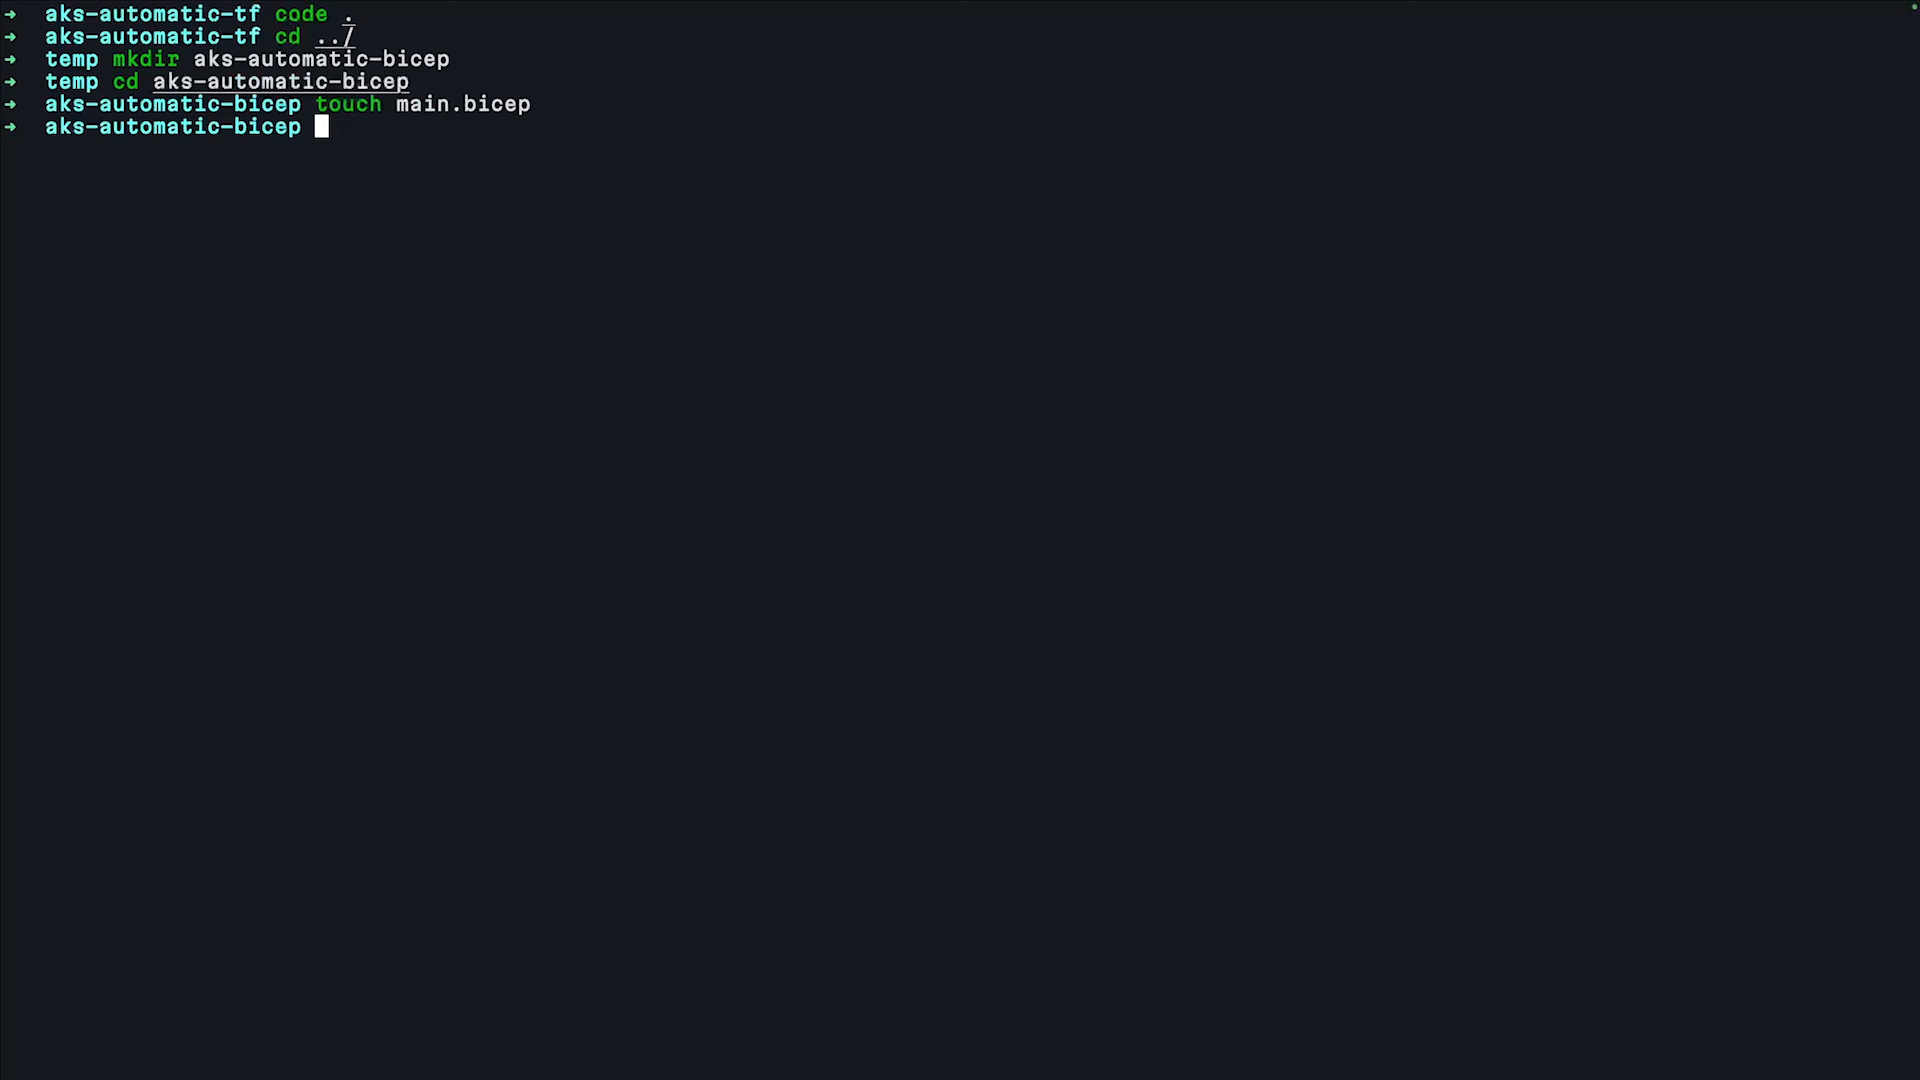 ➜ aks-automatic-tf code .
➜ aks-automatic-tf cd ../
➜ temp mkdir aks-automatic-bicep
➜ temp cd aks-automatic-bicep
➜ aks-automatic-bicep touch main.bicep
➜ aks-automatic-bicep